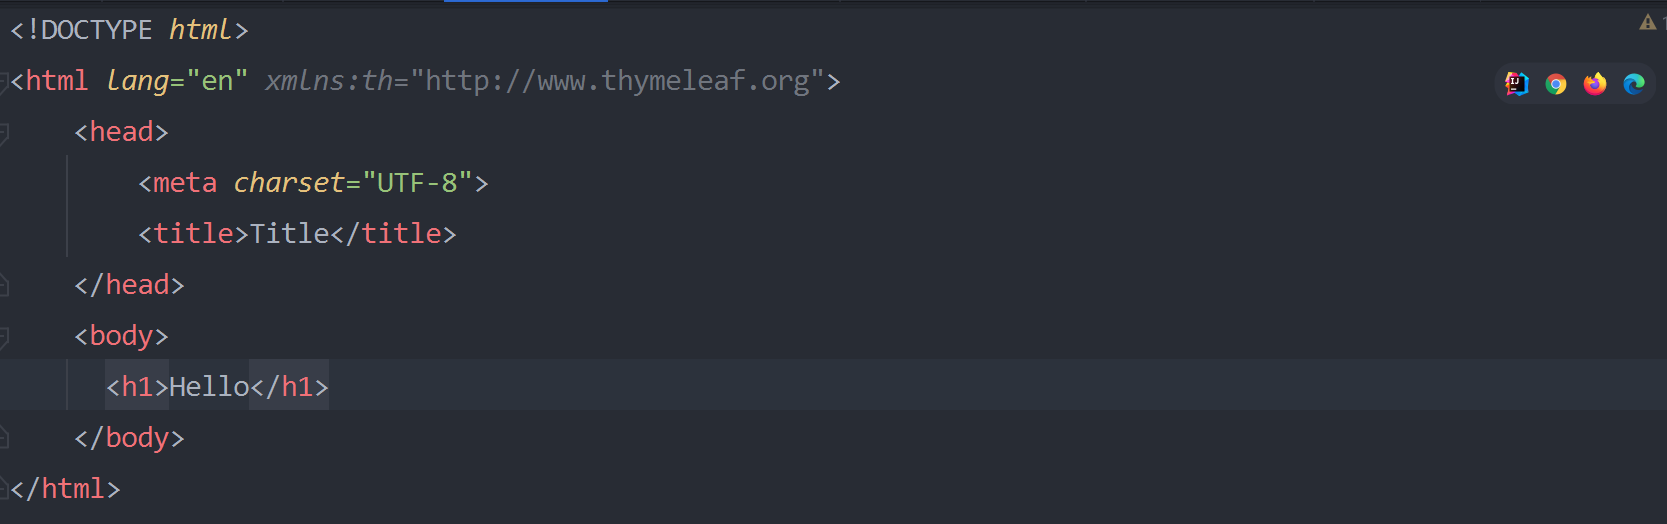 <!DOCTYPE html>
<html lang="en" xmlns:th="http://www.thymeleaf.org">
    <head>
        <meta charset="UTF-8">
        <title>Title</title>
    </head>
    <body>
      <h1>Hello</h1>
    </body>
</html>